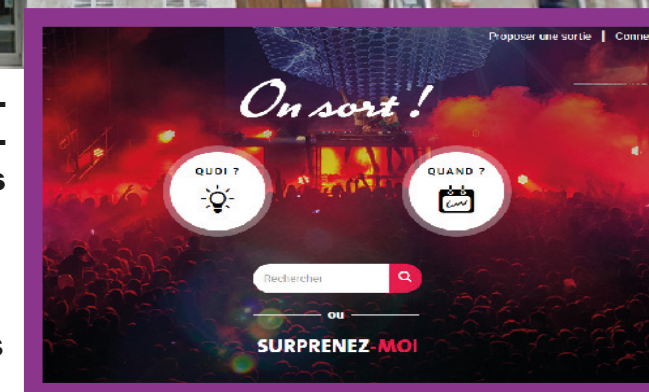 Proposer une sortie | Conne
On sort !
QUOI ?
QUAND ?
Rechercher
ou
SURPRENEZ-MOI
s
s